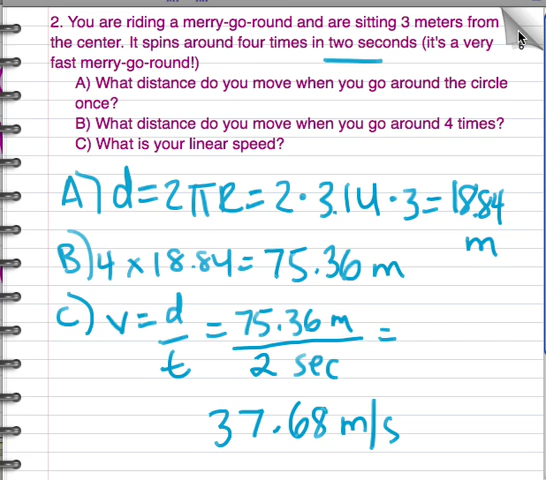 2. You are riding a merry-go-round and are sitting 3 meters from
the center. It spins around four times in two seconds (it's a very
fast merry-go-round!)
A) What distance do you move when you go around the circle
once?
B) What distance do you move when you go around 4 times?
C) What is your linear speed?
A) d=2πR=2·3.14·3=18.84
m
B) 4 x 18.84=75.36 m
C) v=d/t = 75.36 m/2 sec =
37.68 m/s